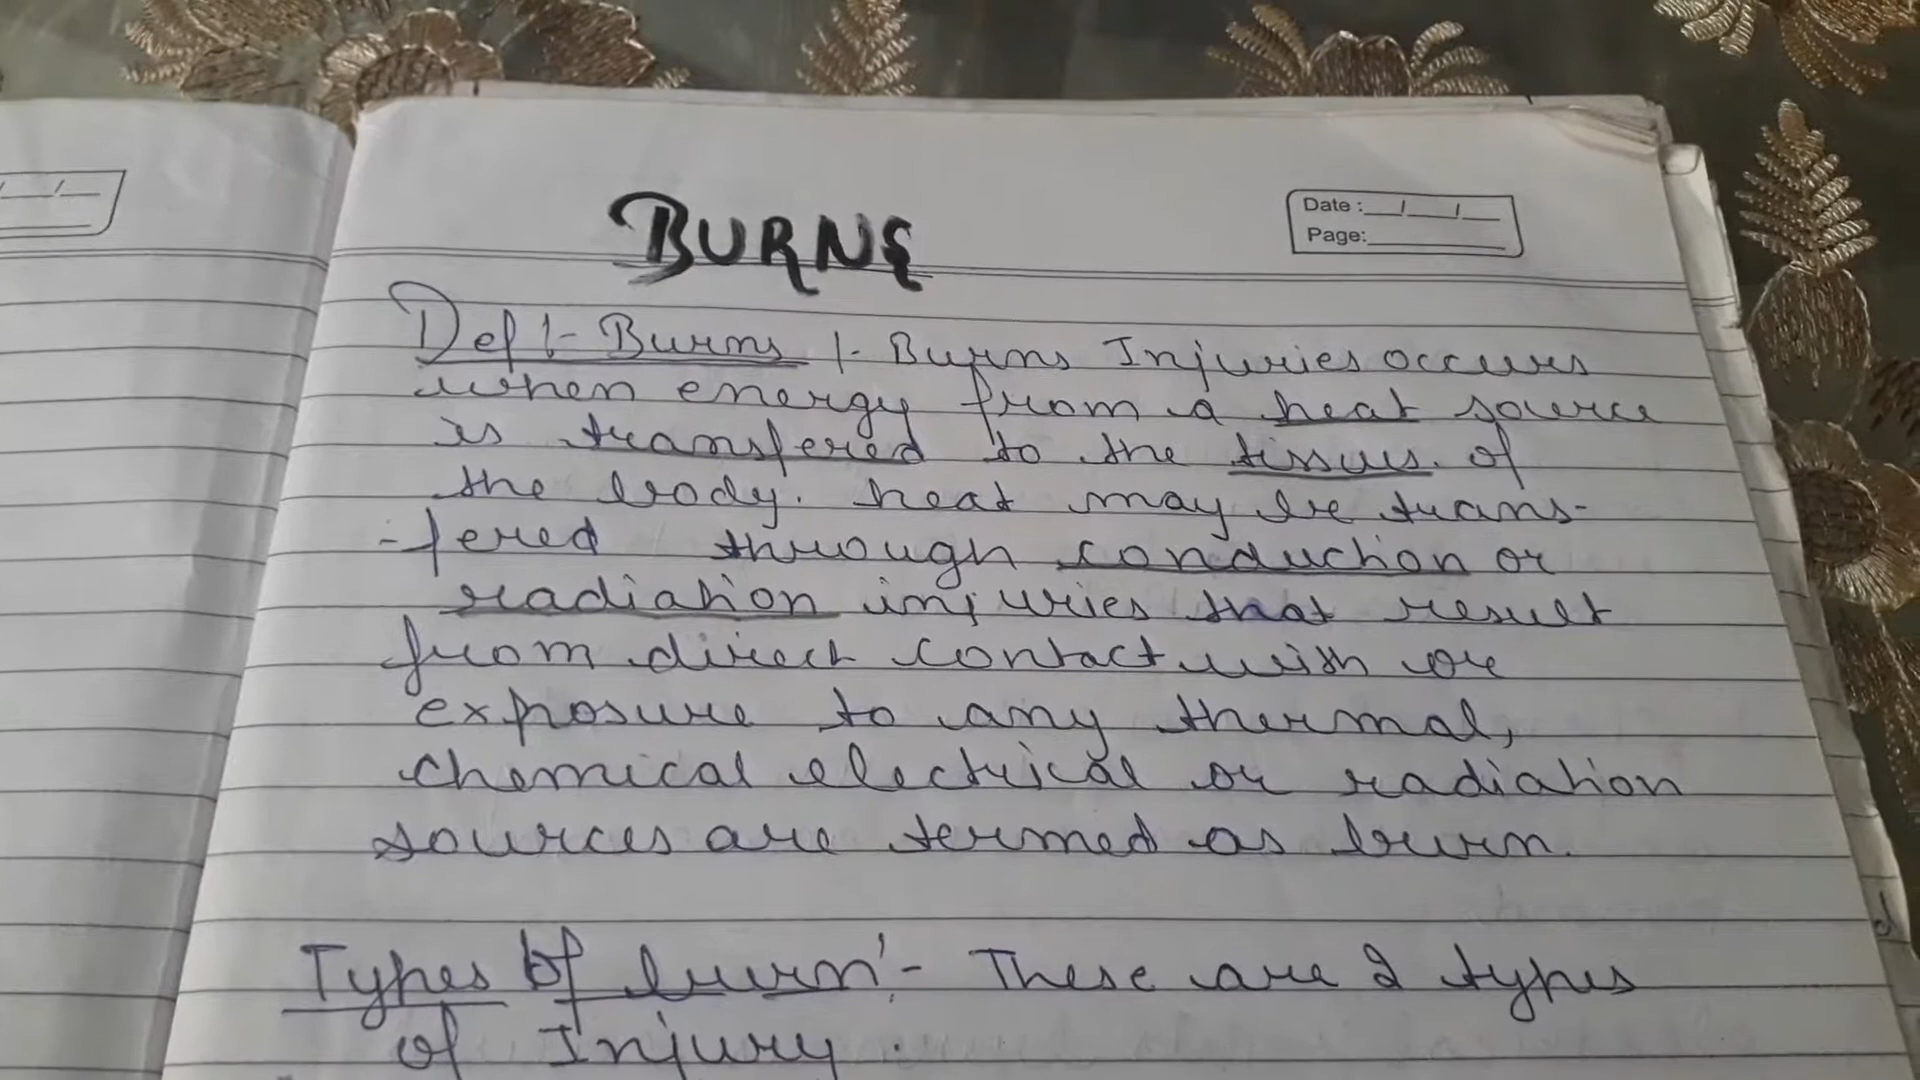 BURNS
Date: __/__/__
Page:
Def :- Burns :- Burns Injuries occurs
when energy from a heat source
is transfered to the tissues of
the body. heat may be trans-
-fered through conduction or
radiation injuries that result
from direct contact with or
exposure to any thermal,
chemical electrical or radiation
sources are termed as burn.
Types of burn :- These are 2 types
of Injury.